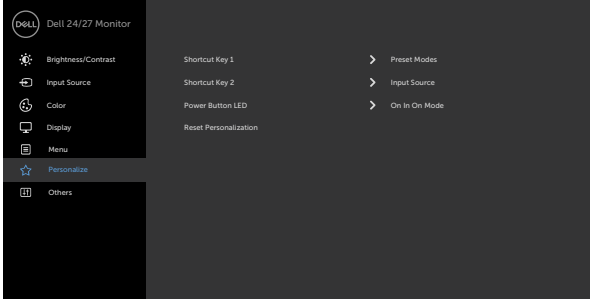 DELL Dell 24/27 Monitor
Brightness/Contrast Shortcut Key 1 Preset Modes
Input Source Shortcut Key 2 Input Source
Color Power Button LED On In On Mode
Display Reset Personalization
Menu
Personalize
Others